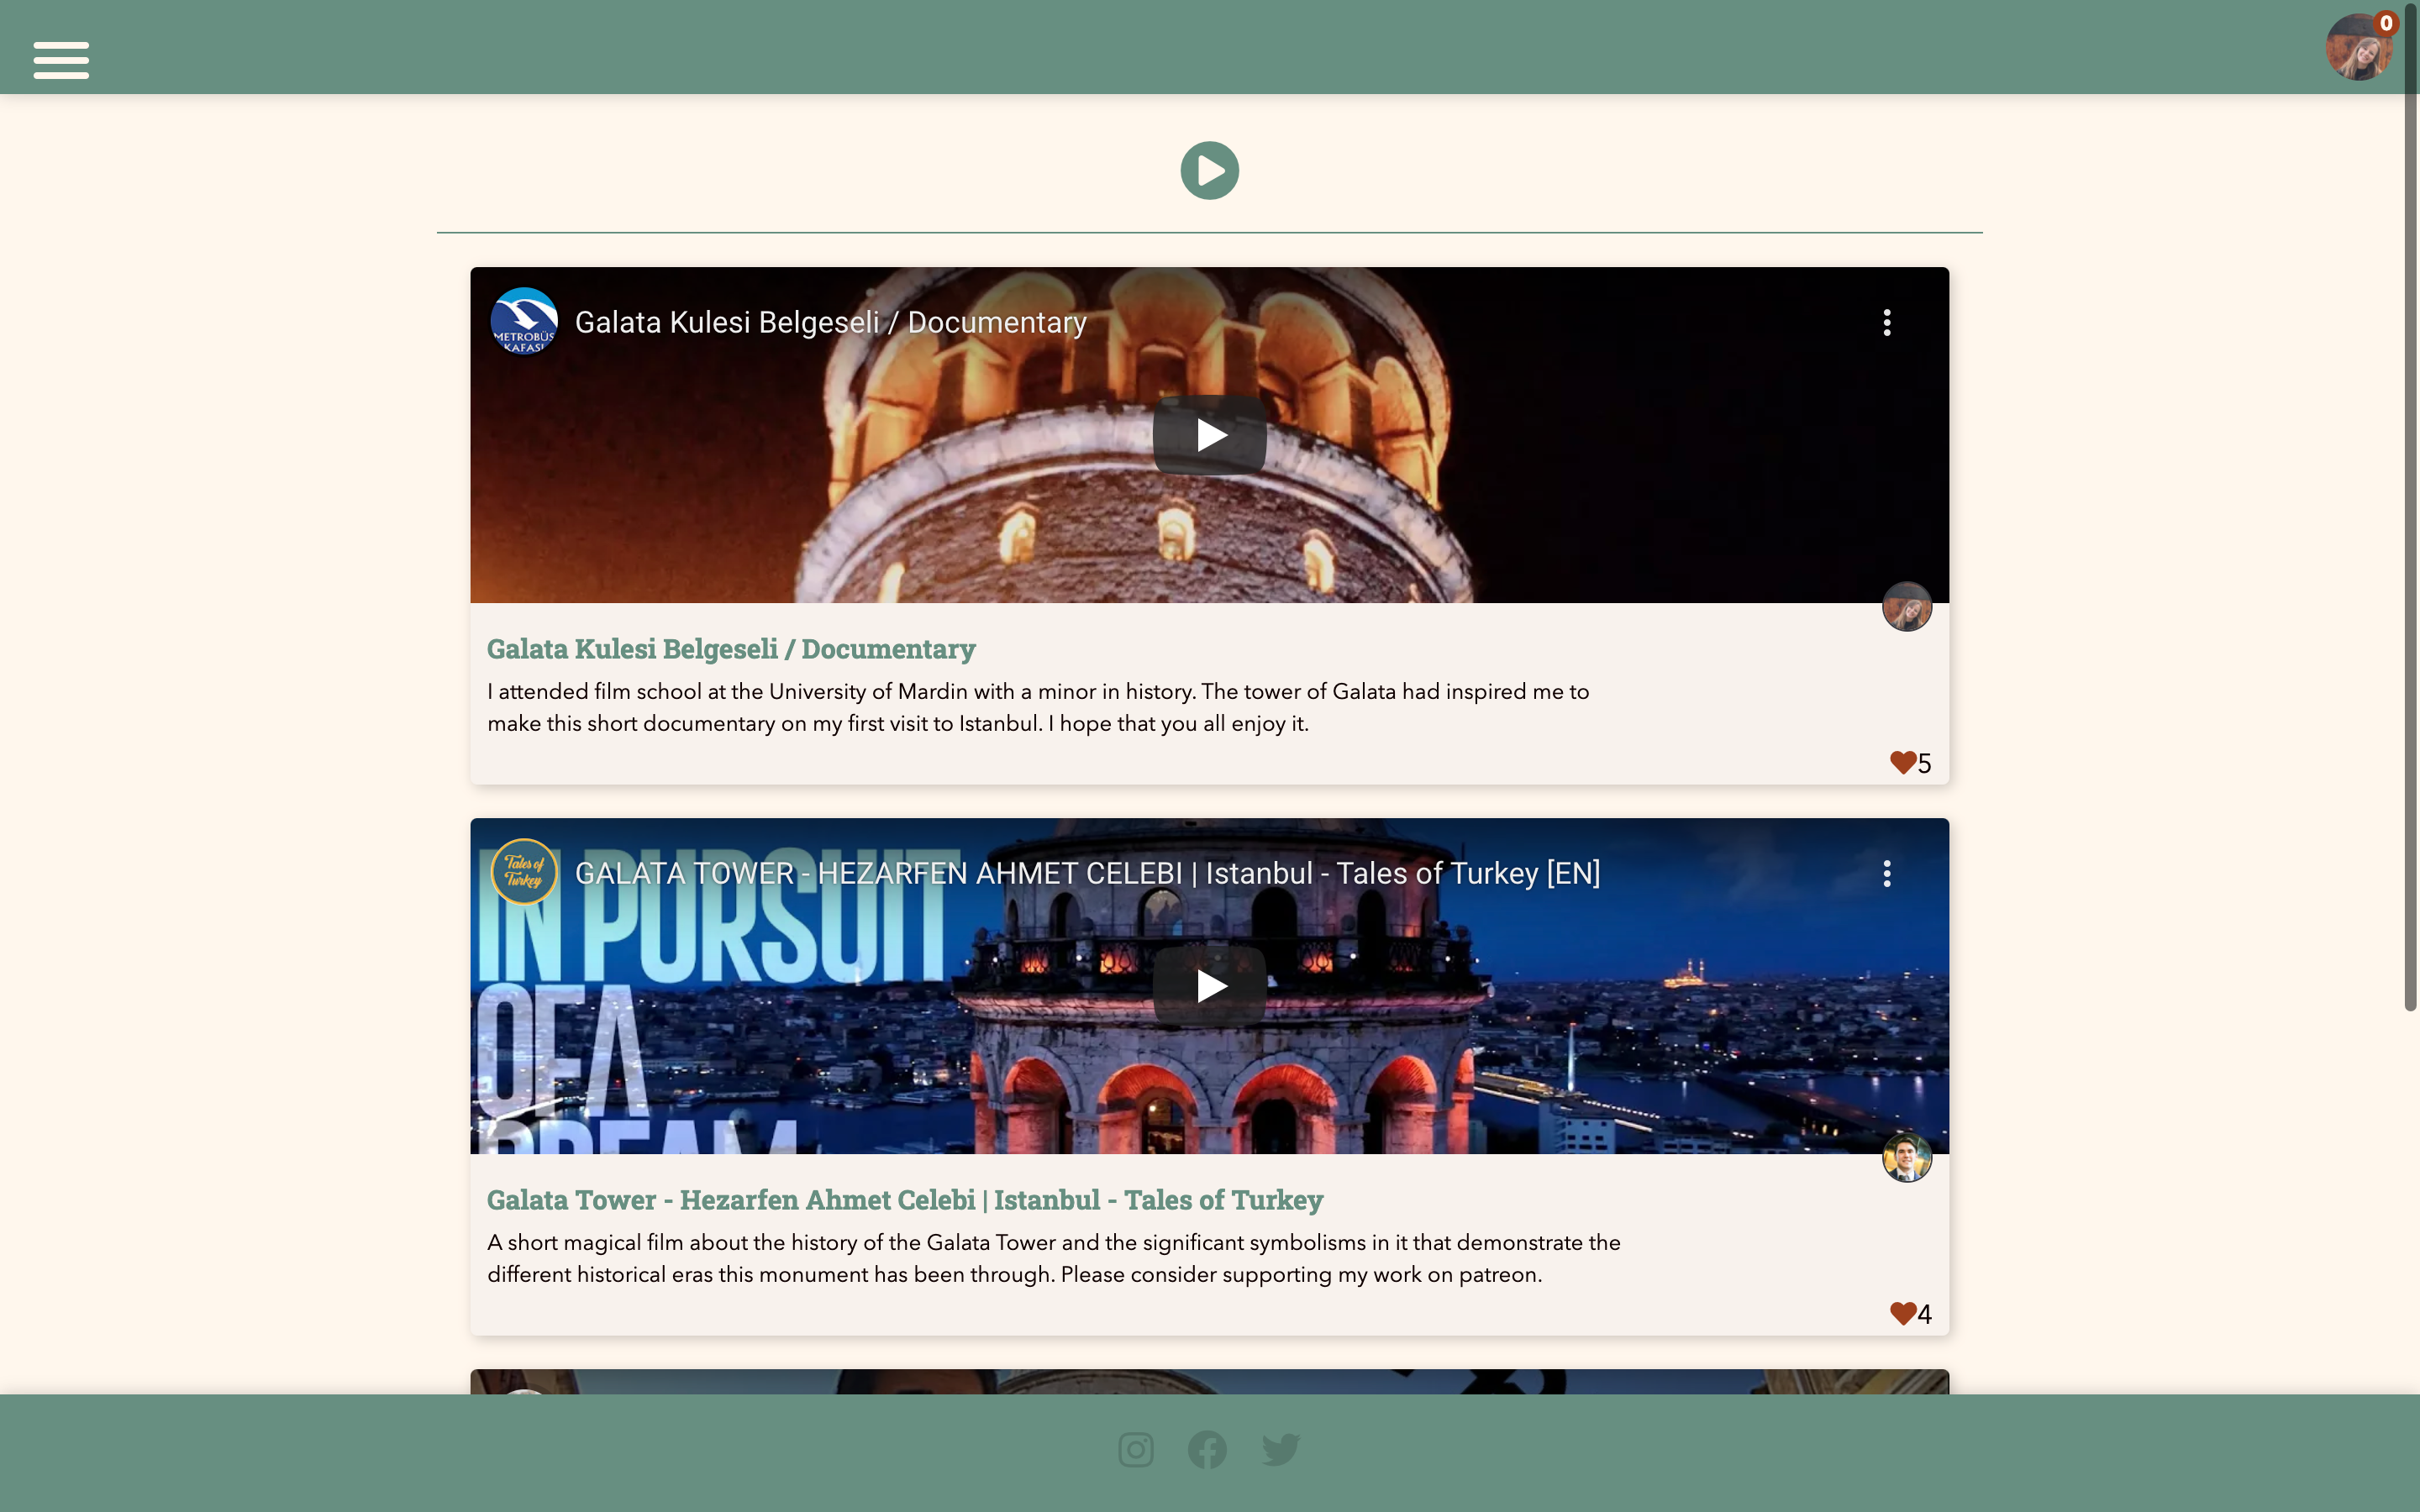 0
METROBÜS
KAFASI
Galata Kulesi Belgeseli / Documentary
Galata Kulesi Belgeseli / Documentary
I attended film school at the University of Mardin with a minor in history. The tower of Galata had inspired me to
make this short documentary on my first visit to Istanbul. I hope that you all enjoy it.
5
Tales of
Turkey
GALATA TOWER - HEZARFEN AHMET CELEBI | Istanbul - Tales of Turkey [EN]
IN PURSUIT
OF A
DREAM
Galata Tower - Hezarfen Ahmet Celebi | Istanbul - Tales of Turkey
A short magical film about the history of the Galata Tower and the significant symbolisms in it that demonstrate the
different historical eras this monument has been through. Please consider supporting my work on patreon.
4